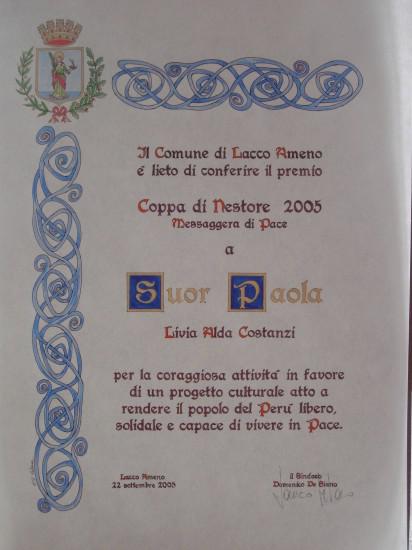 Il Comune di Lacco Ameno
é lieto di conferire il premio
Coppa di Nestore 2005
Messaggera di Pace
a
Suor Paola
Livia Alda Costanzi
per la coraggiosa attività in favore
di un progetto culturale atto a
rendere il popolo del Perù libero,
solidale e capace di vivere in Pace.
Lacco Ameno
22 settembre 2005
il Sindaco
Domenico De Siano